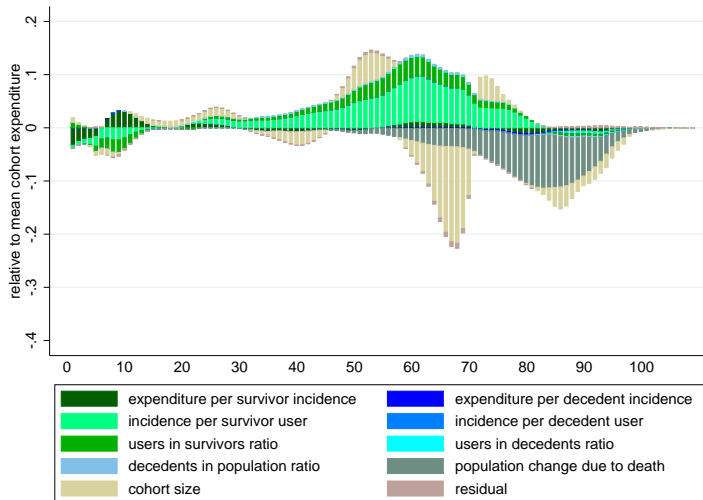 .2
.1
0
-.1
-.2
-.3
-.4
relative to mean cohort expenditure
0 10 20 30 40 50 60 70 80 90 100
expenditure per survivor incidence expenditure per decedent incidence
incidence per survivor user incidence per decedent user
users in survivors ratio users in decedents ratio
decedents in population ratio population change due to death
cohort size residual